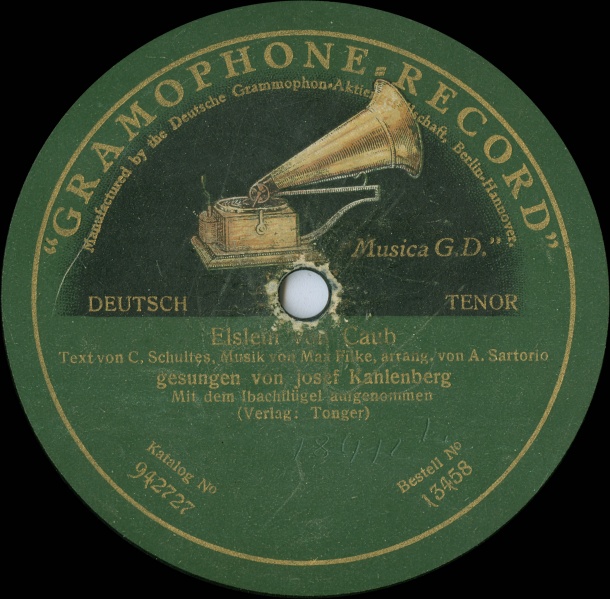 "GRAMOPHONE-RECORD"
Manufactured by the Deutsche Grammophon-Aktiengesellschaft, Berlin-Hannover.
Musica G.D."
DEUTSCH
TENOR
Elslein von Caub
Text von C. Schultes, Musik von Max Filke, arrang. von A. Sartorio
gesungen von Josef Kahlenberg
Mit dem Ibachflügel aufgenommen
(Verlag: Tonger)
Katalog No
942727
Bestell No
13458